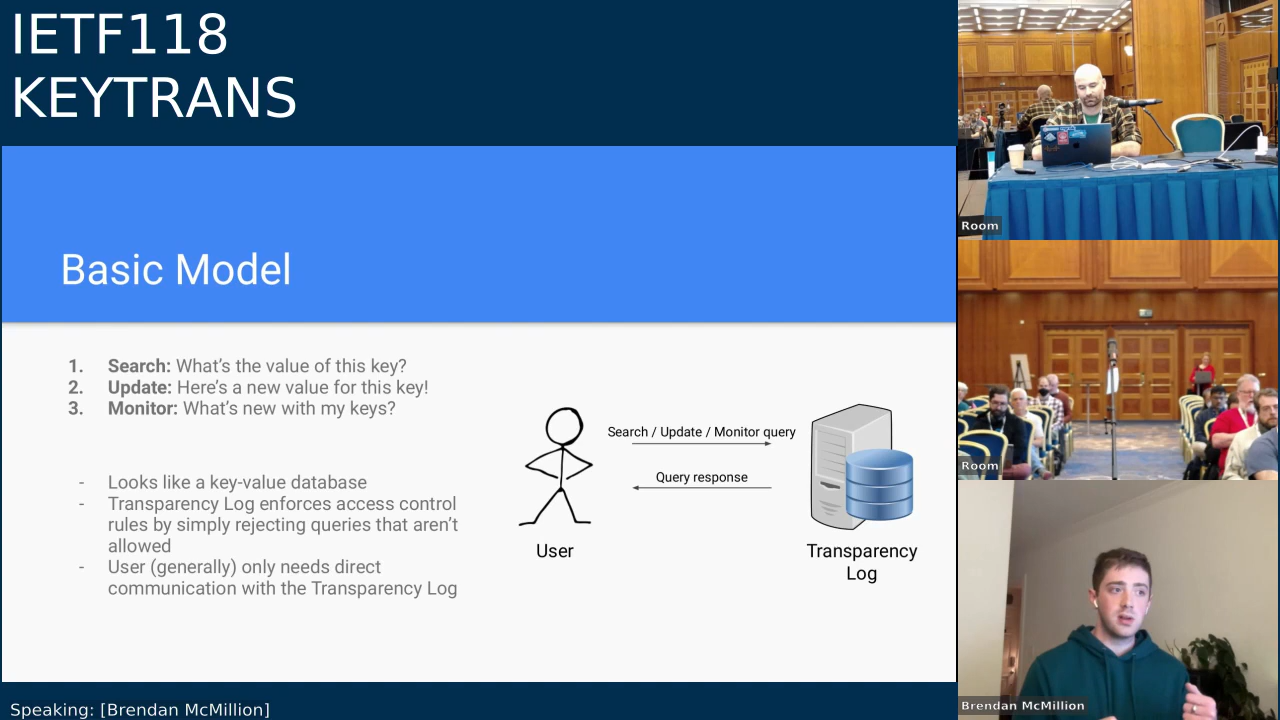 IETF118
KEYTRANS
Basic Model
1. Search: What's the value of this key?
2. Update: Here's a new value for this key!
3. Monitor: What's new with my keys?
- Looks like a key-value database
- Transparency Log enforces access control
rules by simply rejecting queries that aren't
allowed
- User (generally) only needs direct
communication with the Transparency Log
Search / Update / Monitor query
Query response
User
Transparency
Log
Speaking: [Brendan McMillion]
Room
Room
Brendan McMillion